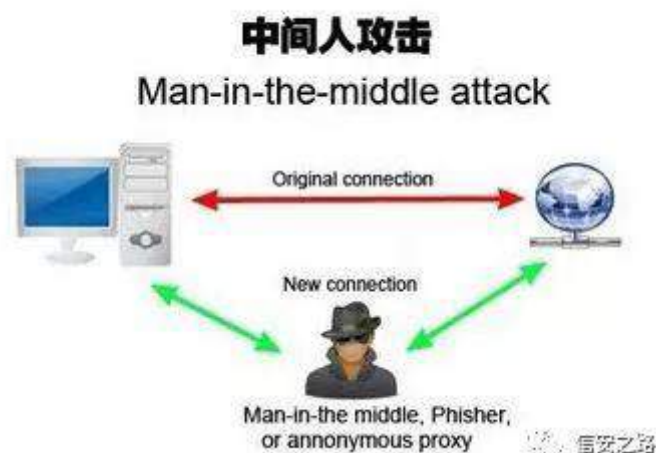 中间人攻击
Man-in-the-middle attack
Original connection
New connection
Man-in-the middle, Phisher,
or annonymous proxy
信安之路